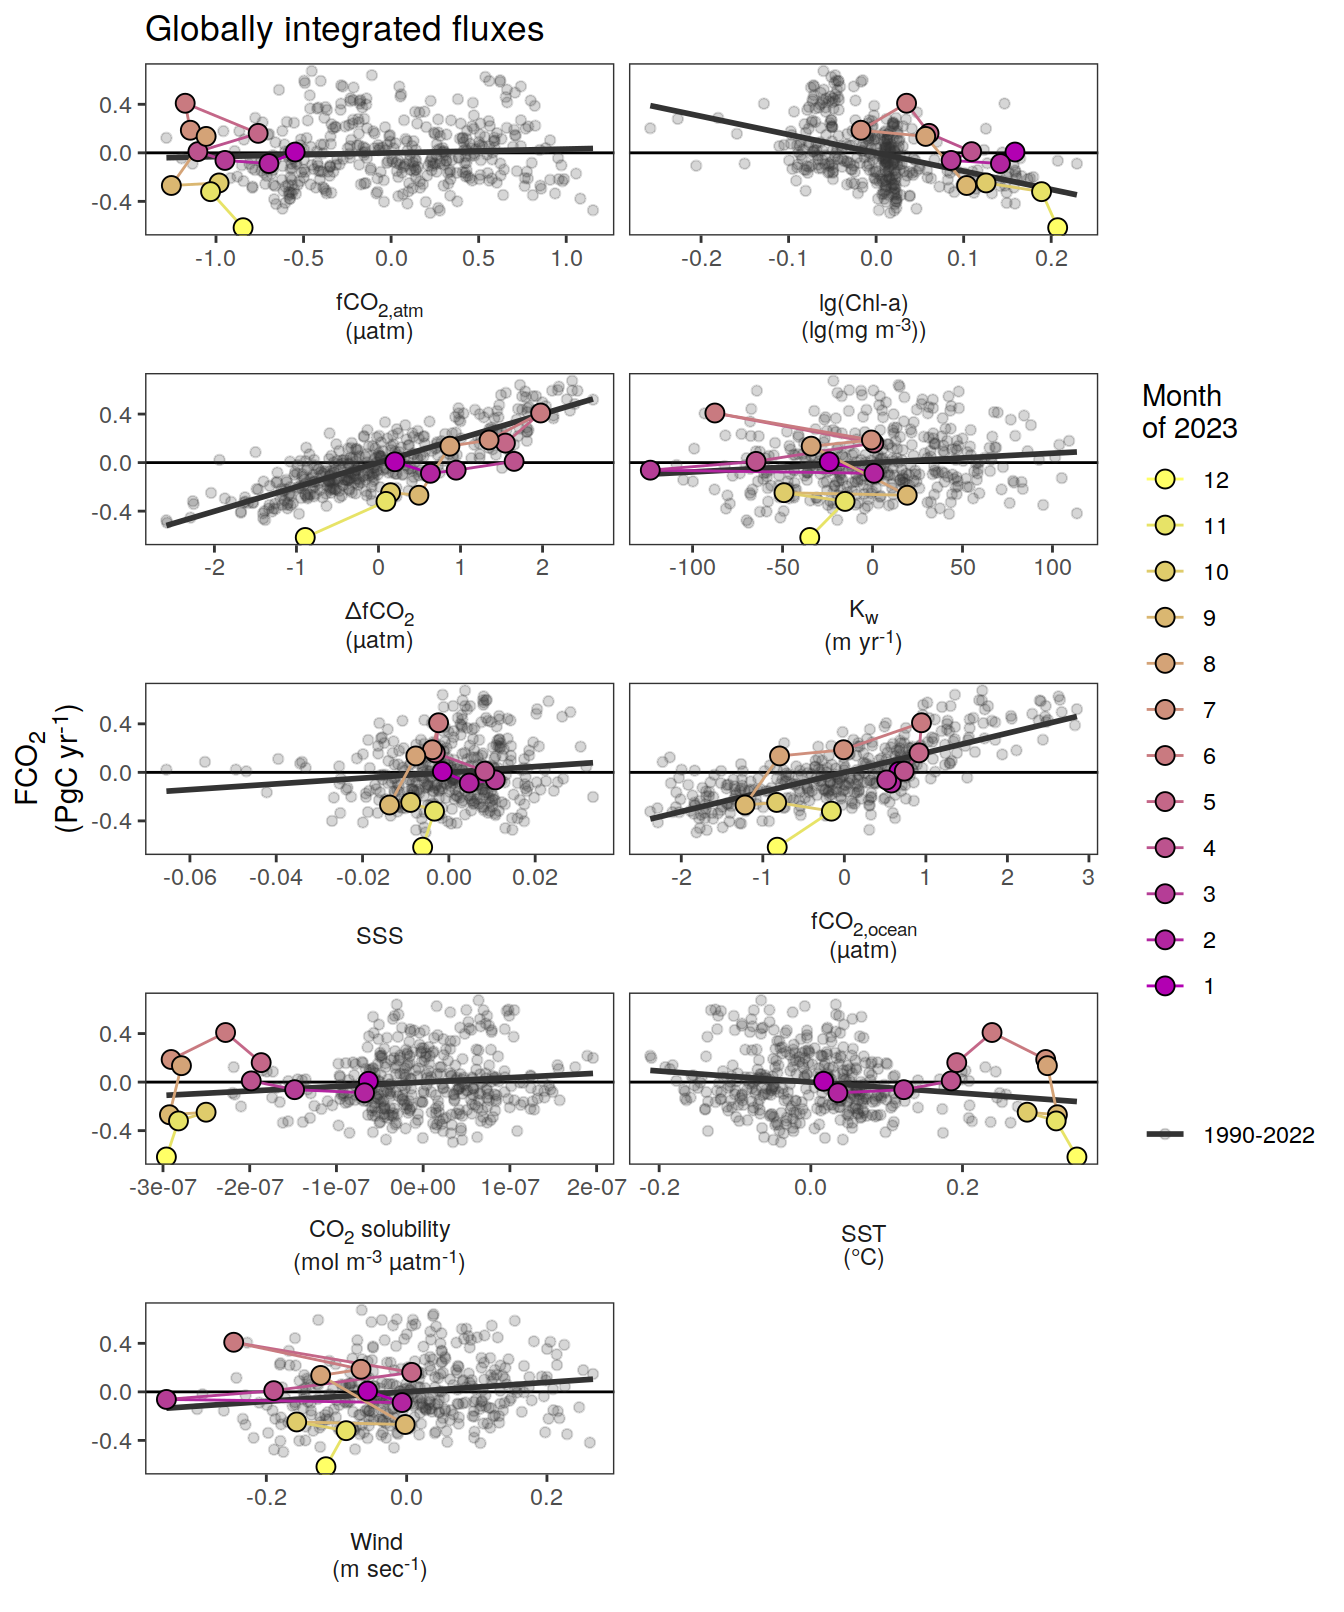 Globally integrated fluxes
0.4
0.0
-0.4
-1.0 -0.5 0.0 0.5 1.0
-0.2 -0.1 0.0 0.1 0.2
fCO2,atm
(µatm)
lg(Chl-a)
(lg(mg m-3))
0.4
0.0
-0.4
-2 -1 0 1 2
-100 -50 0 50 100
ΔfCO2
(µatm)
Kw
(m yr-1)
FCO2
(PgC yr-1)
0.4
0.0
-0.4
-0.06 -0.04 -0.02 0.00 0.02
-2 -1 0 1 2 3
SSS
fCO2,ocean
(µatm)
0.4
0.0
-0.4
-3e-07 -2e-07 -1e-07 0e+00 1e-07 2e-07
-0.2 0.0 0.2
CO2 solubility
(mol m-3 µatm-1)
SST
(°C)
0.4
0.0
-0.4
-0.2 0.0 0.2
Wind
(m sec-1)
Month
of 2023
12
11
10
9
8
7
6
5
4
3
2
1
1990-2022